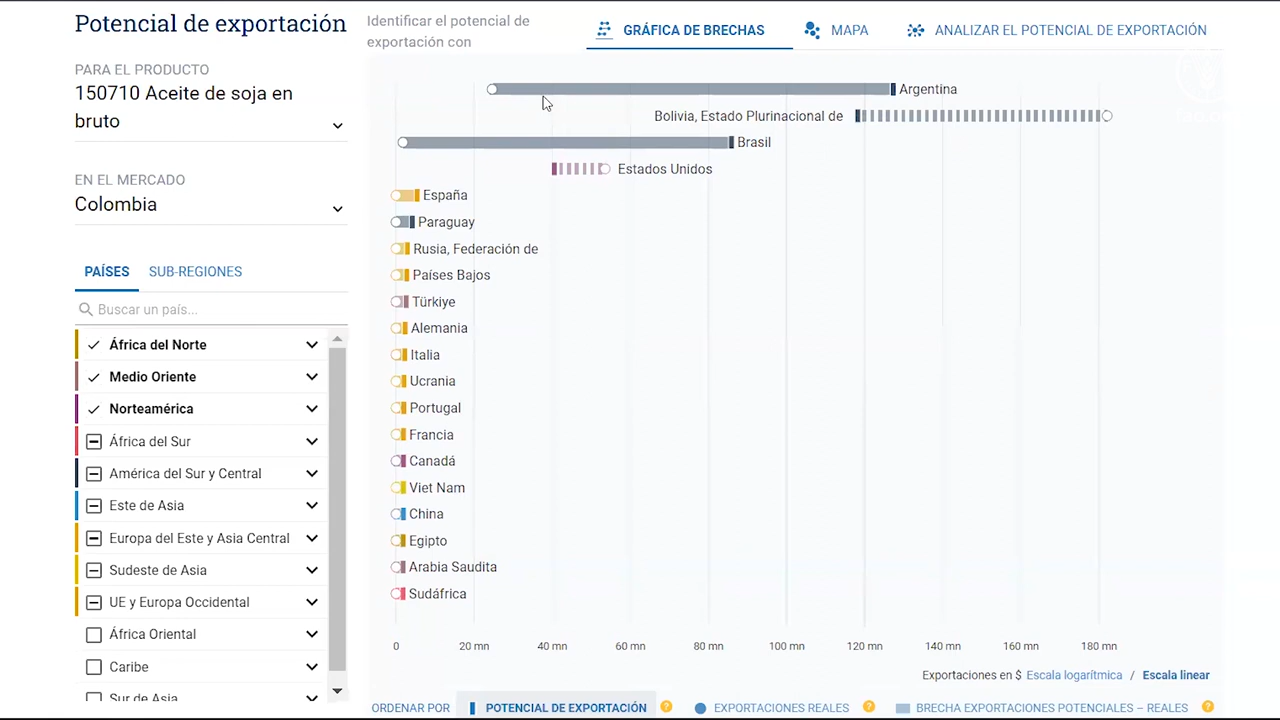 Potencial de exportación
PARA EL PRODUCTO
150710 Aceite de soja en
bruto
EN EL MERCADO
Colombia
PAÍSES SUB-REGIONES
Buscar un país...
África del Norte
Medio Oriente
Norteamérica
África del Sur
América del Sur y Central
Este de Asia
Europa del Este y Asia Central
Sudeste de Asia
UE y Europa Occidental
África Oriental
Caribe
Sur de Asia
Identificar el potencial de
exportación con
GRÁFICA DE BRECHAS MAPA ANALIZAR EL POTENCIAL DE EXPORTACIÓN
Argentina
Bolivia, Estado Plurinacional de
Brasil
Estados Unidos
España
Paraguay
Rusia, Federación de
Países Bajos
Türkiye
Alemania
Italia
Ucrania
Portugal
Francia
Canadá
Viet Nam
China
Egipto
Arabia Saudita
Sudáfrica
0 20 mn 40 mn 60 mn 80 mn 100 mn 120 mn 140 mn 160 mn 180 mn
Exportaciones en $ Escala logarítmica / Escala linear
ORDENAR POR POTENCIAL DE EXPORTACIÓN ? EXPORTACIONES REALES ? BRECHA EXPORTACIONES POTENCIALES – REALES ?